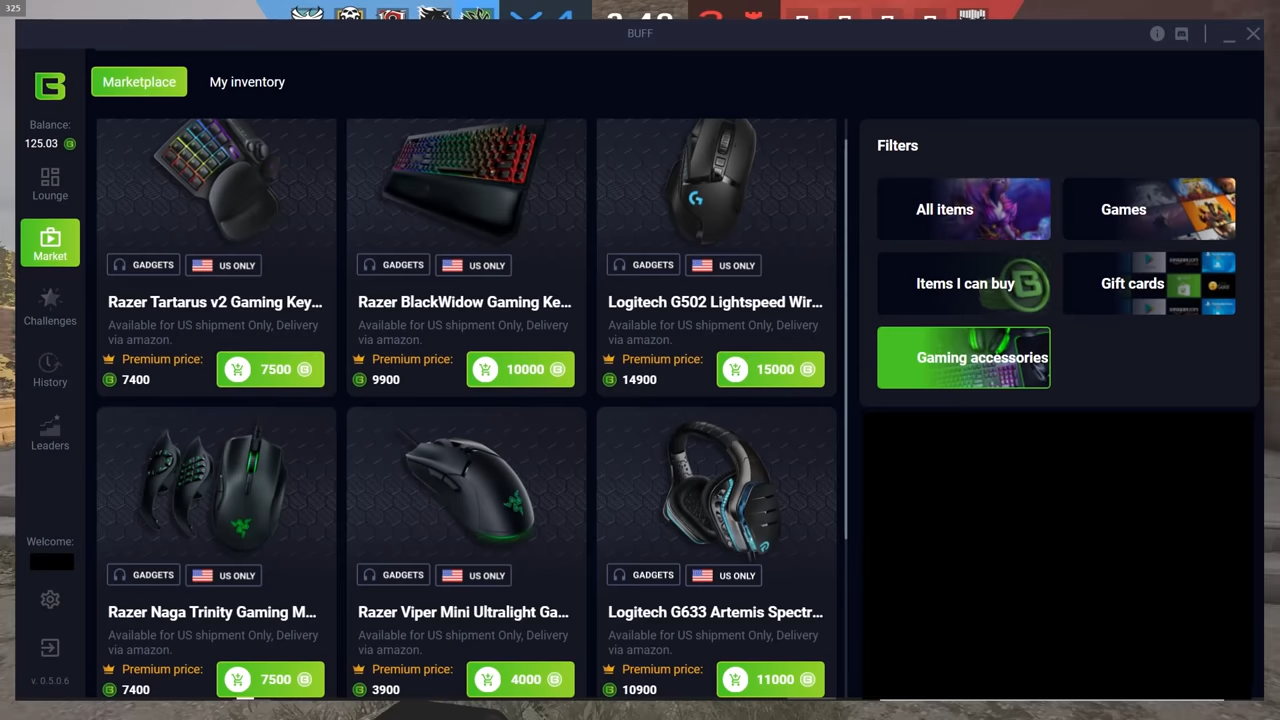 325
BUFF
Marketplace
My inventory
Balance:
125.03
Lounge
Market
Challenges
History
Leaders
Welcome:
v. 0.5.0.6
GADGETS
US ONLY
Razer Tartarus v2 Gaming Key...
Available for US shipment Only, Delivery
via amazon.
Premium price:
7400
7500
GADGETS
US ONLY
Razer BlackWidow Gaming Ke...
Available for US shipment Only, Delivery
via amazon.
Premium price:
9900
10000
GADGETS
US ONLY
Logitech G502 Lightspeed Wir...
Available for US shipment Only, Delivery
via amazon.
Premium price:
14900
15000
GADGETS
US ONLY
Razer Naga Trinity Gaming M...
Available for US shipment Only, Delivery
via amazon.
Premium price:
7400
7500
GADGETS
US ONLY
Razer Viper Mini Ultralight Ga...
Available for US shipment Only, Delivery
via amazon.
Premium price:
3900
4000
GADGETS
US ONLY
Logitech G633 Artemis Spectr...
Available for US shipment Only, Delivery
via amazon.
Premium price:
10900
11000
Filters
All items
Games
Items I can buy
Gift cards
Gaming accessories